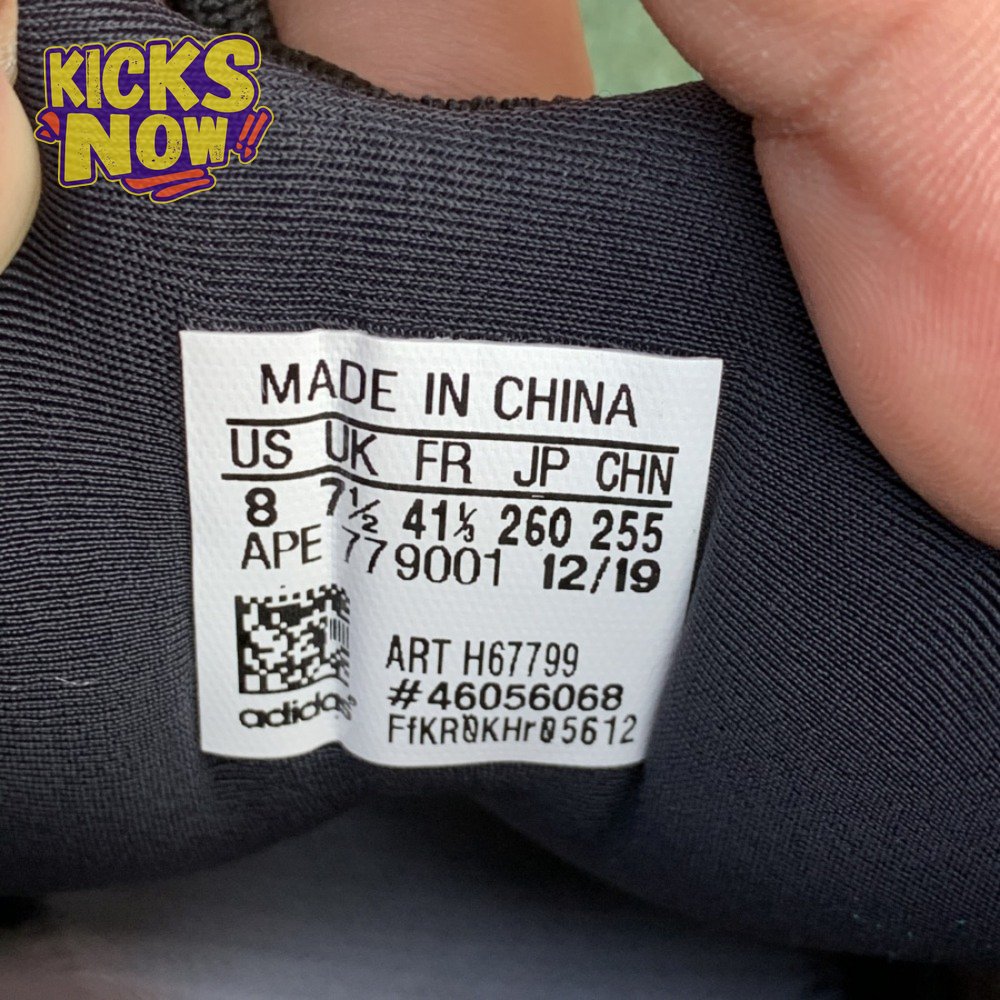 KICKS
NOW!!
MADE IN CHINA
US UK FR JP CHN
8 7½ 41⅓ 260 255
APE 779001 12/19
ART H67799
#46056068
FfKR0KHr05612
adidas